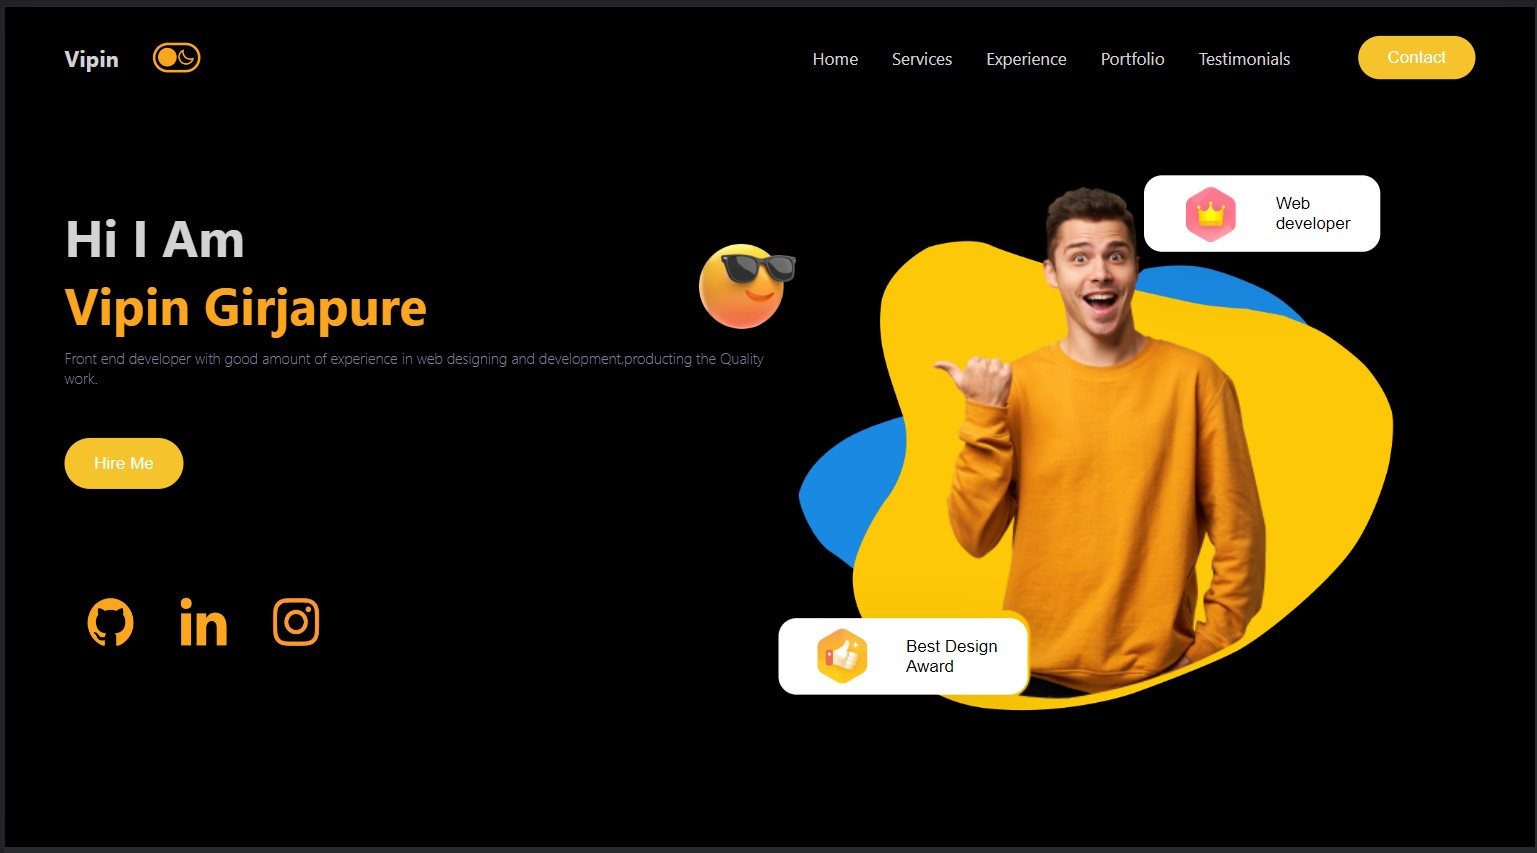 Vipin
Home Services Experience Portfolio Testimonials Contact
Hi I Am
Vipin Girjapure
Front end developer with good amount of experience in web designing and development,producting the Quality
work.
Hire Me
Web
developer
Best Design
Award